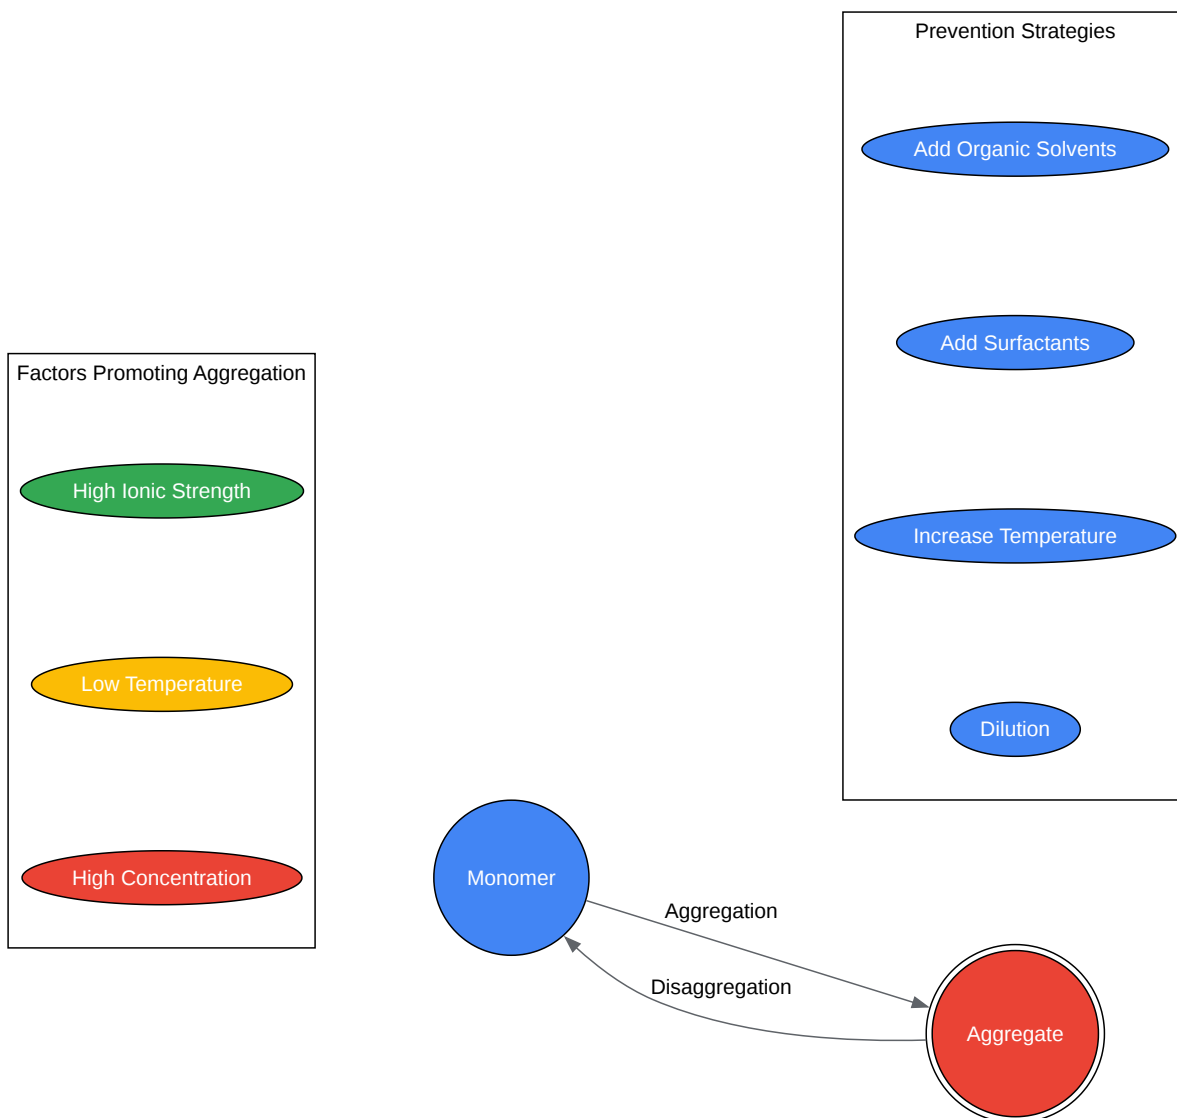 Prevention Strategies
Add Organic Solvents
Add Surfactants
Increase Temperature
Dilution
Factors Promoting Aggregation
High Ionic Strength
Low Temperature
High Concentration
Monomer
Aggregation
Disaggregation
Aggregate